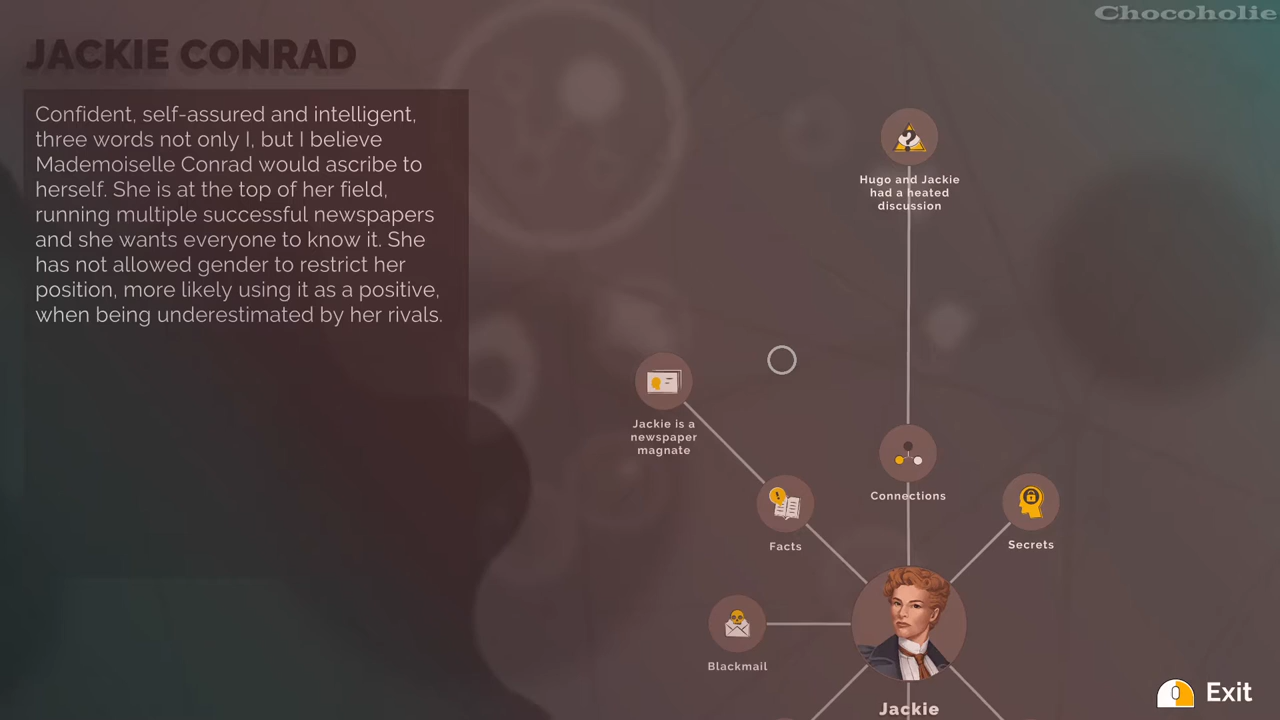 Chocoholie
JACKIE CONRAD
Confident, self-assured and intelligent,
three words not only I, but I believe
Mademoiselle Conrad would ascribe to
herself. She is at the top of her field,
running multiple successful newspapers
and she wants everyone to know it. She
has not allowed gender to restrict her
position, more likely using it as a positive,
when being underestimated by her rivals.
Hugo and Jackie
had a heated
discussion
Jackie is a
newspaper
magnate
Connections
Facts
Secrets
Blackmail
Jackie
Exit